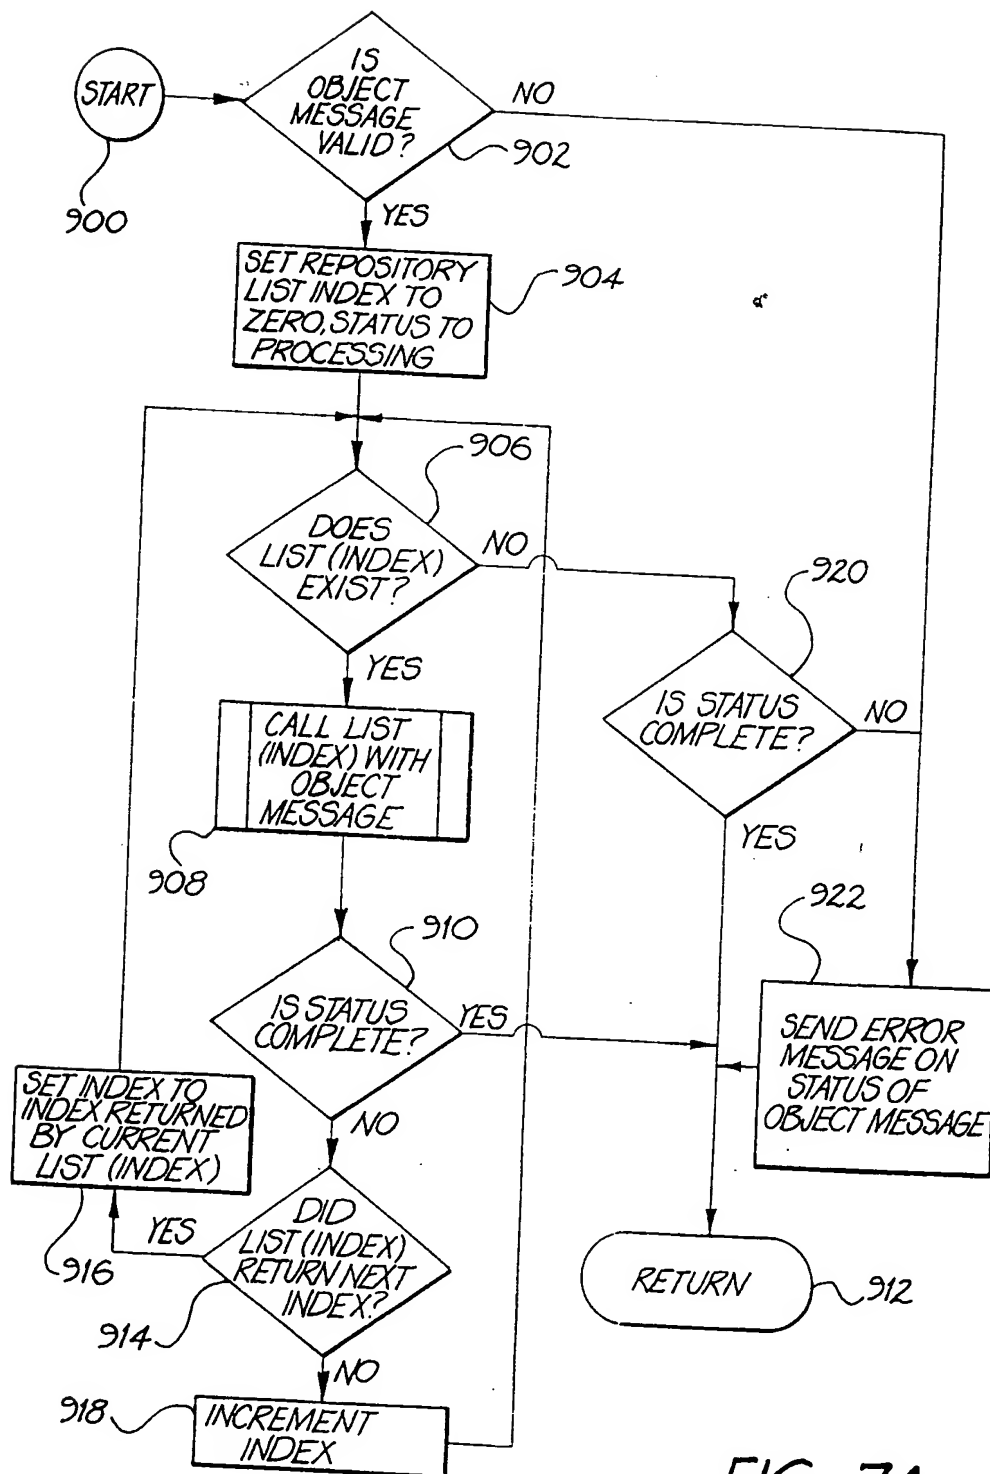 START
900
IS
OBJECT
MESSAGE
VALID?
NO
902
YES
SET REPOSITORY
LIST INDEX TO
ZERO, STATUS TO
PROCESSING
904
906
DOES
LIST (INDEX)
EXIST?
NO
YES
920
IS STATUS
COMPLETE?
NO
YES
CALL LIST
(INDEX) WITH
OBJECT
MESSAGE
908
910
IS STATUS
COMPLETE?
YES
NO
922
SEND ERROR
MESSAGE ON
STATUS OF
OBJECT MESSAGE
SET INDEX TO
INDEX RETURNED
BY CURRENT
LIST (INDEX)
916
YES
DID
LIST (INDEX)
RETURN NEXT
INDEX?
914
NO
RETURN
912
918
INCREMENT
INDEX
FIG. 7A